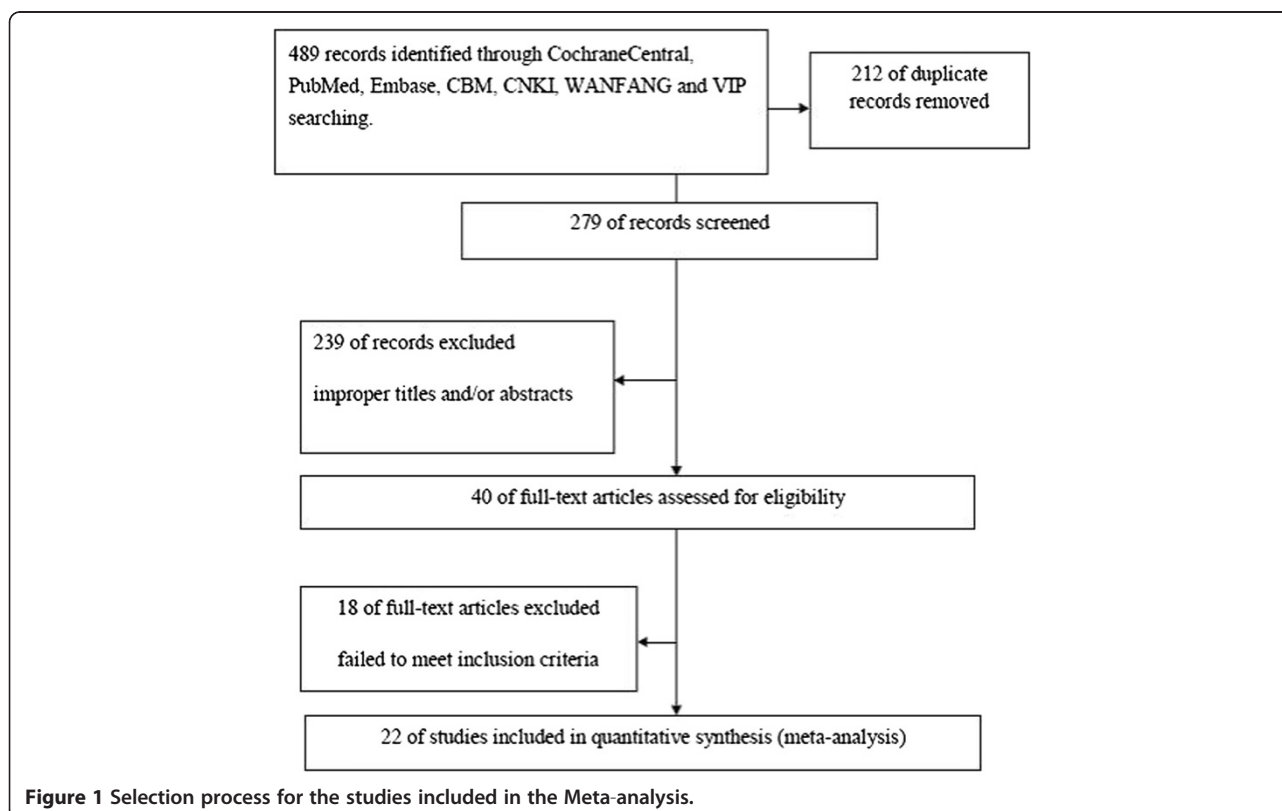 489 records identified through CochraneCentral,
PubMed, Embase, CBM, CNKI, WANFANG and VIP
searching.
212 of duplicate
records removed
279 of records screened
239 of records excluded
improper titles and/or abstracts
40 of full-text articles assessed for eligibility
18 of full-text articles excluded
failed to meet inclusion criteria
22 of studies included in quantitative synthesis (meta-analysis)
Figure 1 Selection process for the studies included in the Meta-analysis.